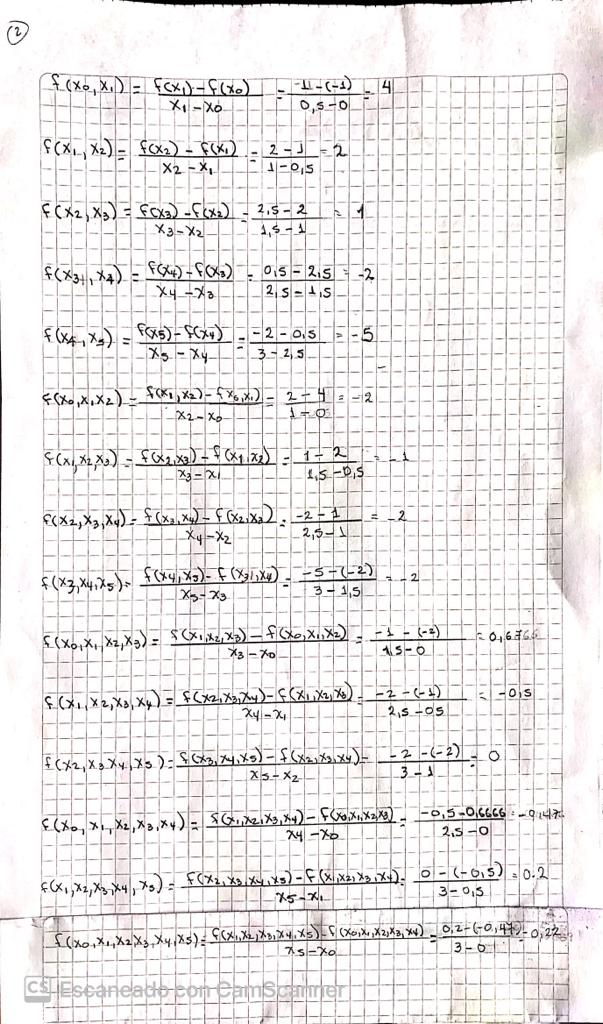 2
f(x0,x1) = f(x1)-f(x0) / x1-x0 = -1-(-1) / 0,5-0 = 4
f(x1,x2) = f(x2)-f(x1) / x2-x1 = 2-1 / 1-0,5 = 2
f(x2,x3) = f(x3)-f(x2) / x3-x2 = 2,5-2 / 1,5-1 = 1
f(x3,x4) = f(x4)-f(x3) / x4-x3 = 0,5-2,5 / 2,5-1,5 = -2
f(x4,x5) = f(x5)-f(x4) / x5-x4 = -2-0,5 / 3-2,5 = -5
f(x0,x1,x2) = f(x1,x2)-f(x0,x1) / x2-x0 = 2-4 / 1-0 = -2
f(x1,x2,x3) = f(x2,x3)-f(x1,x2) / x3-x1 = 1-2 / 1,5-0,5 = -1
f(x2,x3,x4) = f(x3,x4)-f(x2,x3) / x4-x2 = -2-1 / 2,5-1 = -2
f(x3,x4,x5) = f(x4,x5)-f(x3,x4) / x5-x3 = -5-(-2) / 3-1,5 = -2
f(x0,x1,x2,x3) = f(x1,x2,x3)-f(x0,x1,x2) / x3-x0 = -1-(-2) / 1,5-0 =
f(x1,x2,x3,x4) = f(x2,x3,x4)-f(x1,x2,x3) / x4-x1 = -2-(-1) / 2,5-05 = -0,5
f(x2,x3,x4,x5) = f(x3,x4,x5)-f(x2,x3,x4) / x5-x2 = -2-(-2) / 3-1 = 0
f(x0,x1,x2,x3,x4) = f(x1,x2,x3,x4)-f(x0,x1,x2,x3) / x4-x0 = -0,5-0,6666 / 2,5-0 =
f(x1,x2,x3,x4,x5) = f(x2,x3,x4,x5)-f(x1,x2,x3,x4) / x5-x1 = 0-(-0,5) / 3-0,5 = 0.2
f(x0,x1,x2,x3,x4,x5) = f(x1,x2,x3,x4,x5)-f(x0,x1,x2,x3,x4) / x5-x0 = 0,2-(-0,47) / 3-0 = 0,22
CS Escaneado con CamScanner